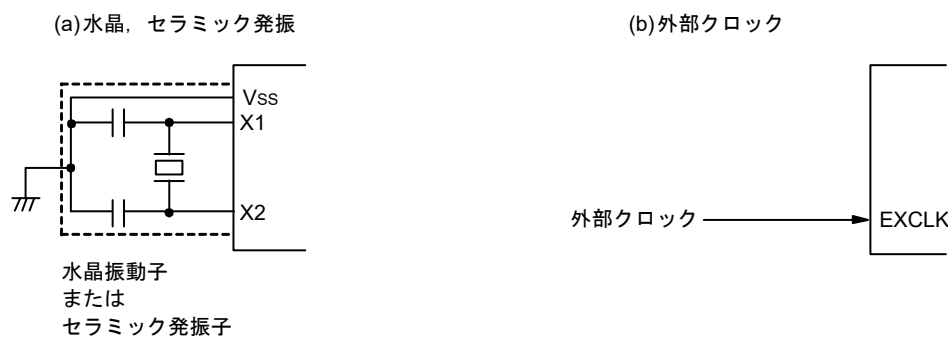 (a)水晶，セラミック発振
VSS
X1
X2
水晶振動子
または
セラミック発振子
(b)外部クロック
外部クロック
EXCLK